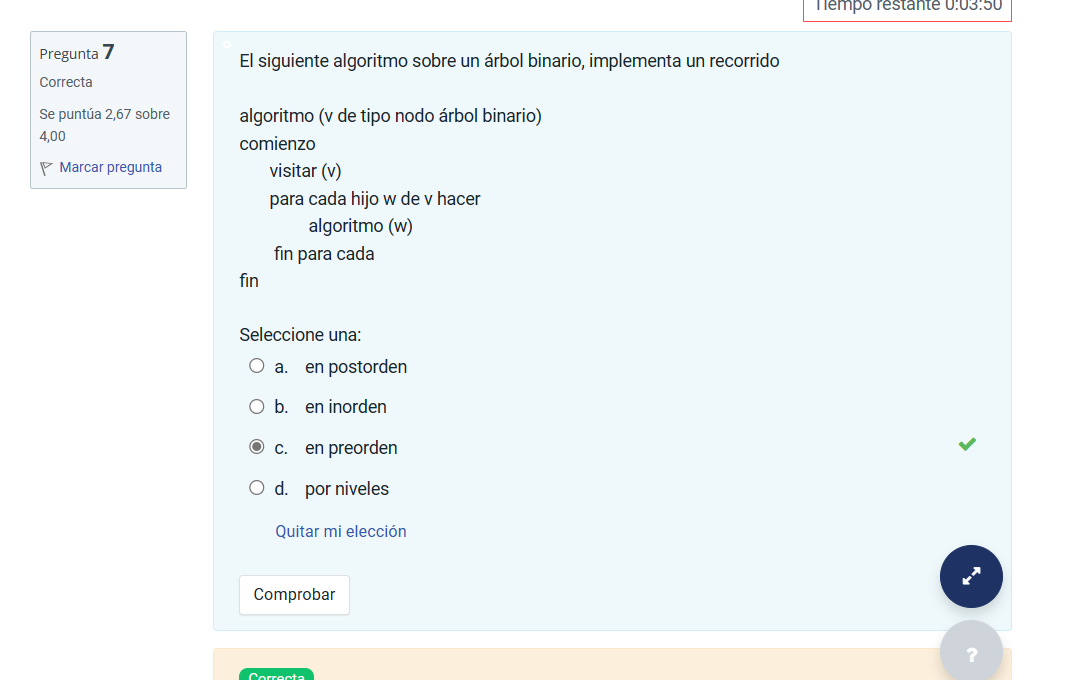 Tiempo restante 0:03:50
Pregunta 7
Correcta
Se puntúa 2,67 sobre
4,00
Marcar pregunta
El siguiente algoritmo sobre un árbol binario, implementa un recorrido
algoritmo (v de tipo nodo árbol binario)
comienzo
visitar (v)
para cada hijo w de v hacer
algoritmo (w)
fin para cada
fin
Seleccione una:
a. en postorden
b. en inorden
c. en preorden
d. por niveles
Quitar mi elección
Comprobar
?
Correcta